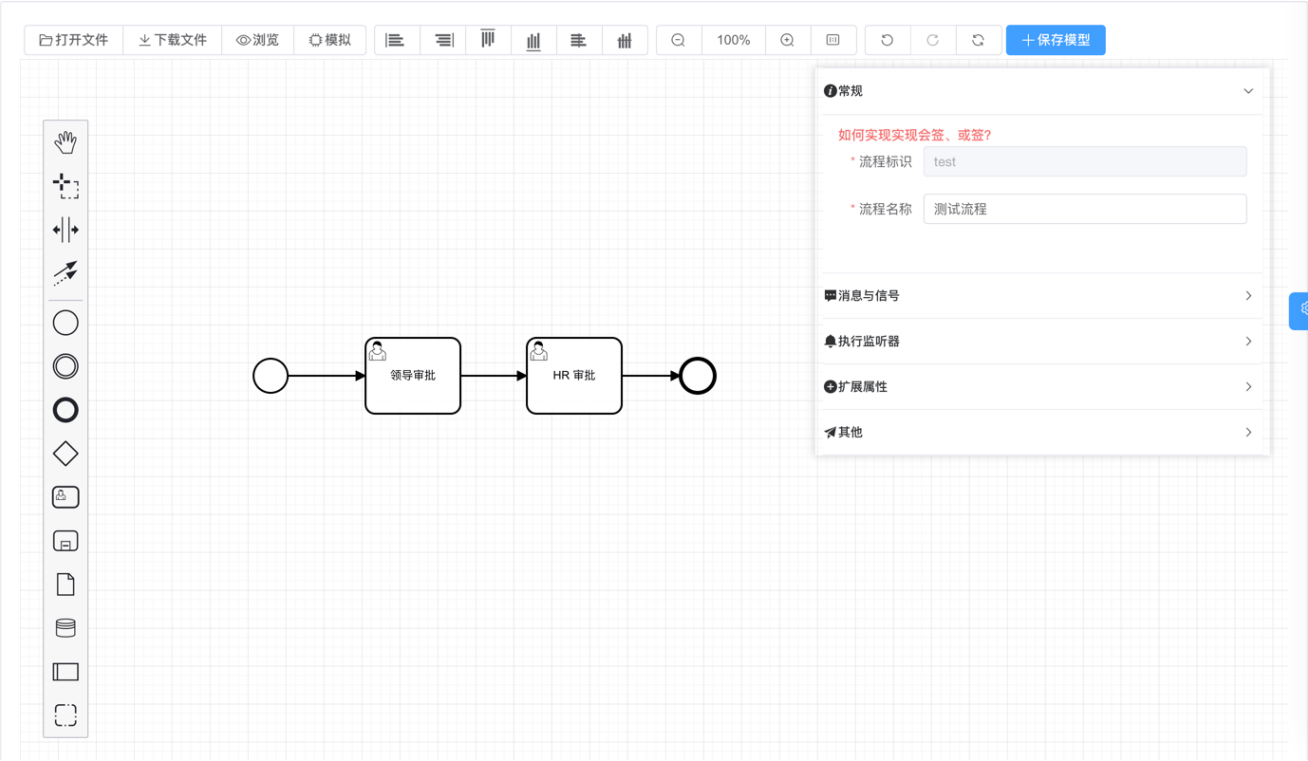 打开文件 下载文件 浏览 模拟 100% 保存模型
常规
如何实现实现会签、或签?
* 流程标识 test
* 流程名称 测试流程
消息与信号
执行监听器
扩展属性
其他
领导审批 HR 审批